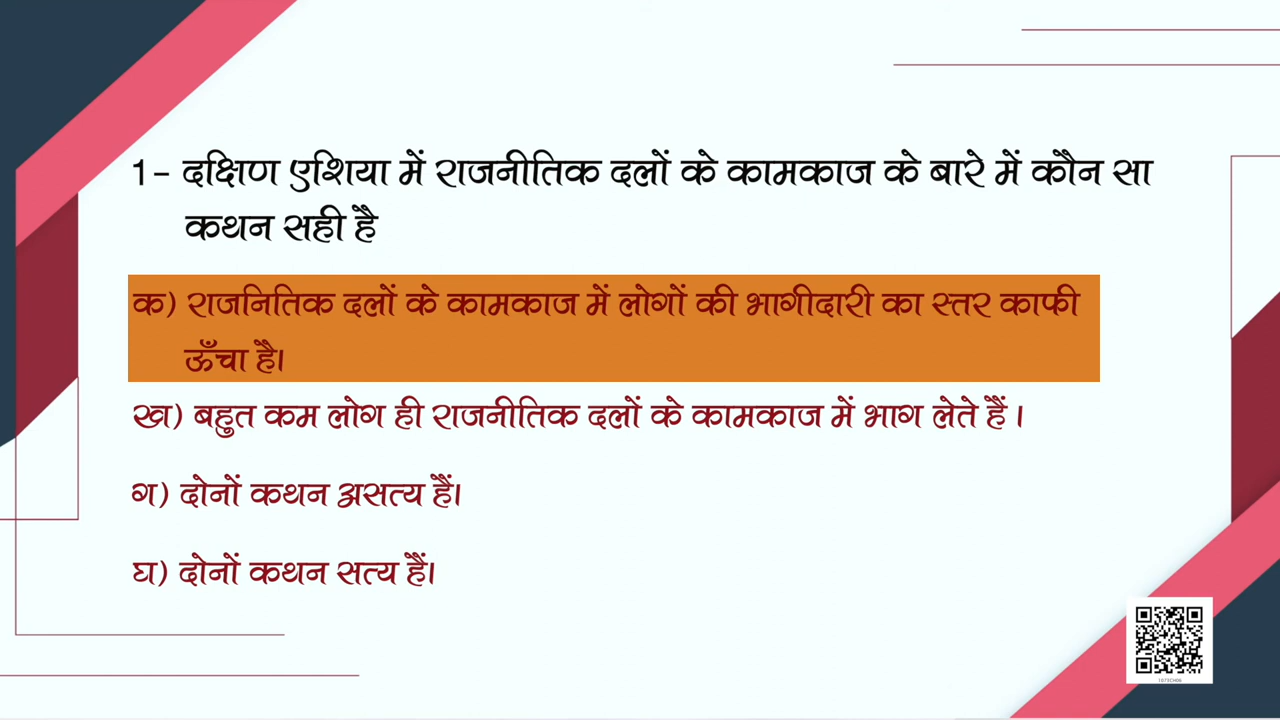 1- दक्षिण एशिया में राजनीतिक दलों के कामकाज के बारे में कौन सा
कथन सही है
क) राजनितिक दलों के कामकाज में लोगों की भागीदारी का स्तर काफी
ऊँचा है।
ख) बहुत कम लोग ही राजनीतिक दलों के कामकाज में भाग लेते हैं ।
ग) दोनों कथन असत्य हैं।
घ) दोनों कथन सत्य हैं।